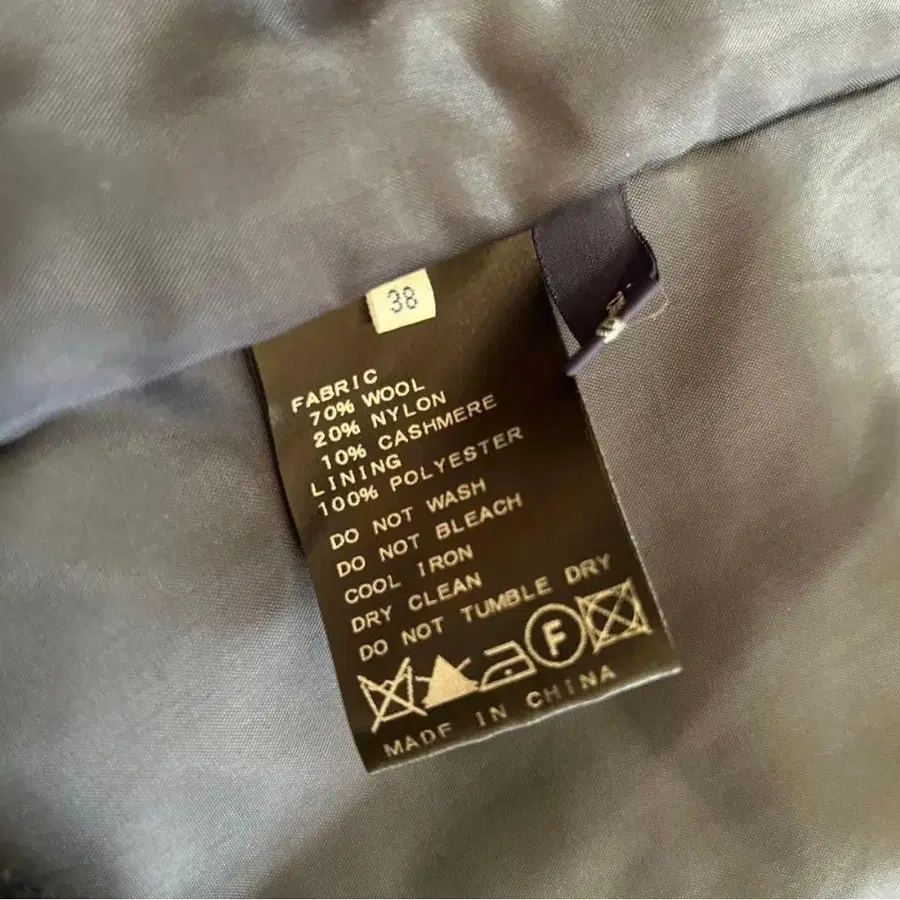 38
FABRIC
70% WOOL
20% NYLON
10% CASHMERE
LINING
100% POLYESTER
DO NOT WASH
DO NOT BLEACH
COOL IRON
DRY CLEAN
DO NOT TUMBLE DRY
F
MADE IN CHINA